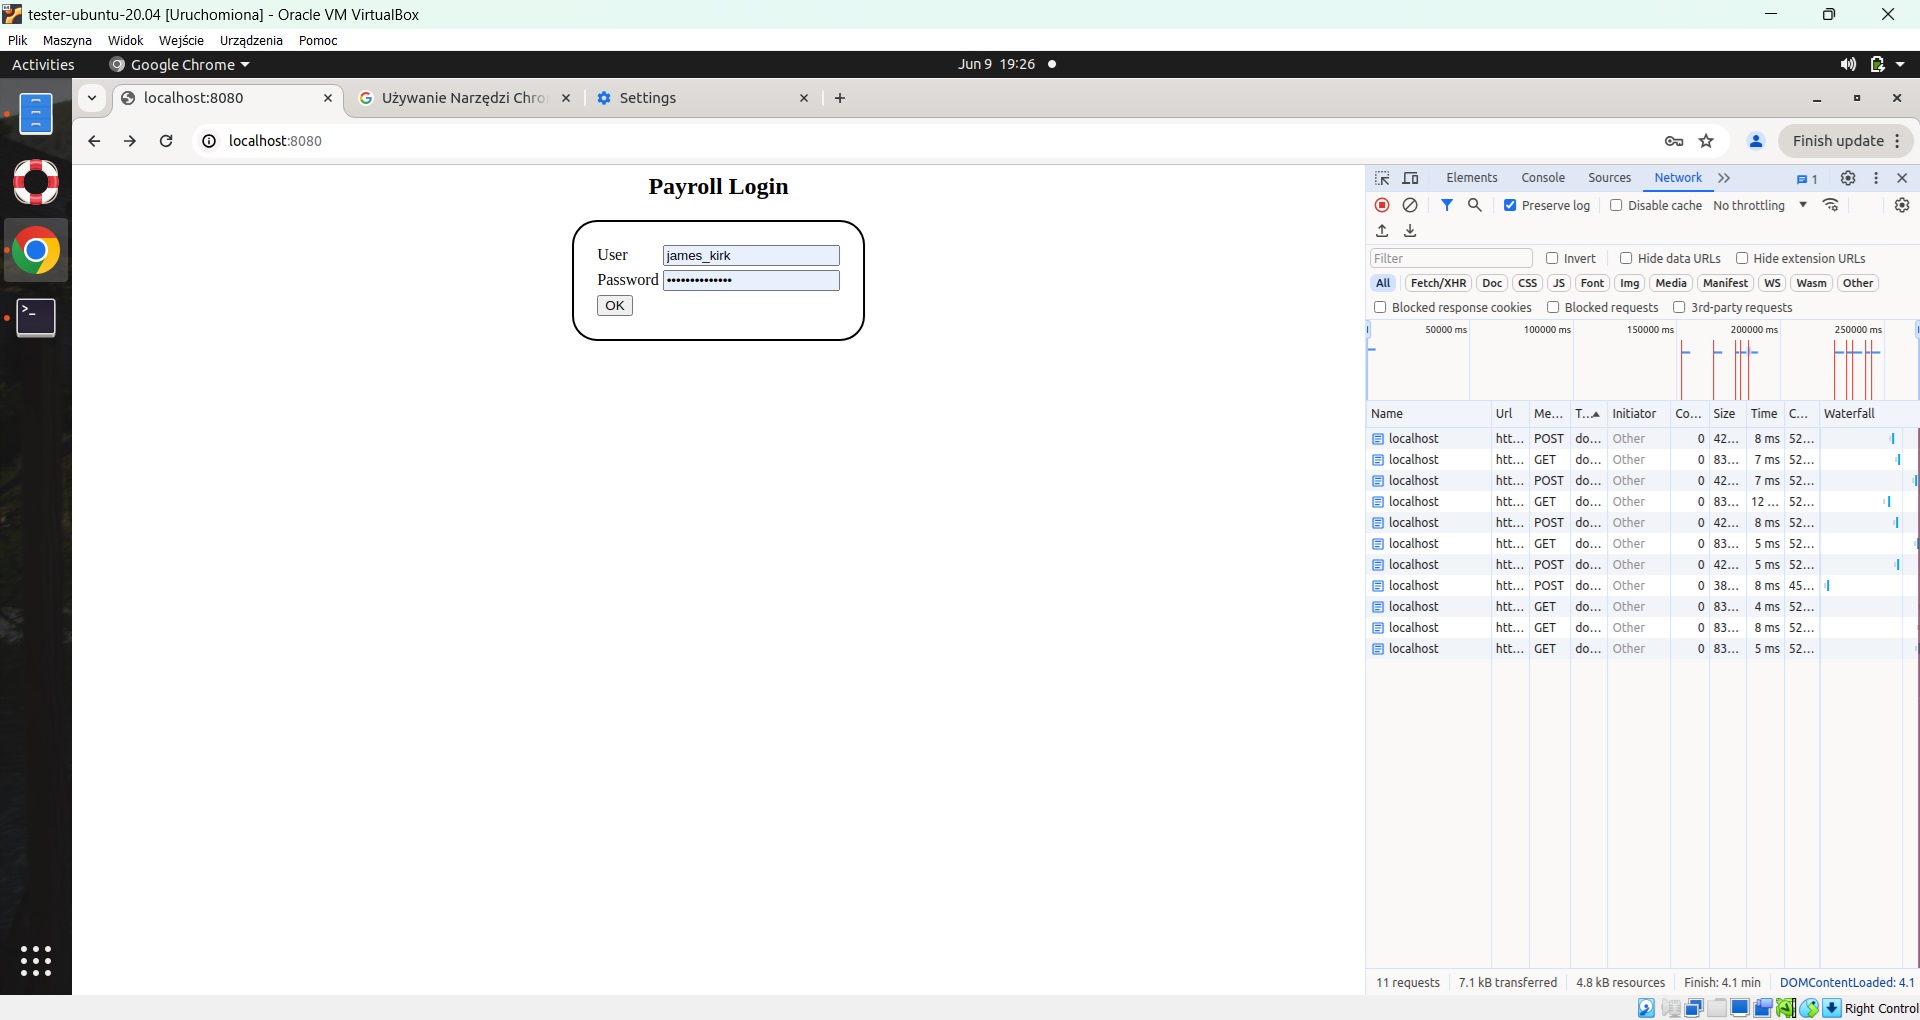 tester-ubuntu-20.04 [Uruchomiona] - Oracle VM VirtualBox
Plik Maszyna Widok Wejście Urządzenia Pomoc
Activities Google Chrome Jun 9 19:26
localhost:8080 Używanie Narzędzi Chro Settings
localhost:8080 Finish update
Payroll Login
User james_kirk
Password ••••••••••••••
OK
Elements Console Sources Network 1
Preserve log Disable cache No throttling
Filter Invert Hide data URLs Hide extension URLs
All Fetch/XHR Doc CSS JS Font Img Media Manifest WS Wasm Other
Blocked response cookies Blocked requests 3rd-party requests
50000 ms 100000 ms 150000 ms 200000 ms 250000 ms
Name Url Me... T... Initiator Co... Size Time C... Waterfall
localhost htt... POST do... Other 0 42... 8 ms 52...
localhost htt... GET do... Other 0 83... 7 ms 52...
localhost htt... POST do... Other 0 42... 7 ms 52...
localhost htt... GET do... Other 0 83... 12 ... 52...
localhost htt... POST do... Other 0 42... 8 ms 52...
localhost htt... GET do... Other 0 83... 5 ms 52...
localhost htt... POST do... Other 0 42... 5 ms 52...
localhost htt... POST do... Other 0 38... 8 ms 45...
localhost htt... GET do... Other 0 83... 4 ms 52...
localhost htt... GET do... Other 0 83... 8 ms 52...
localhost htt... GET do... Other 0 83... 5 ms 52...
11 requests 7.1 kB transferred 4.8 kB resources Finish: 4.1 min DOMContentLoaded: 4.1
Right Control